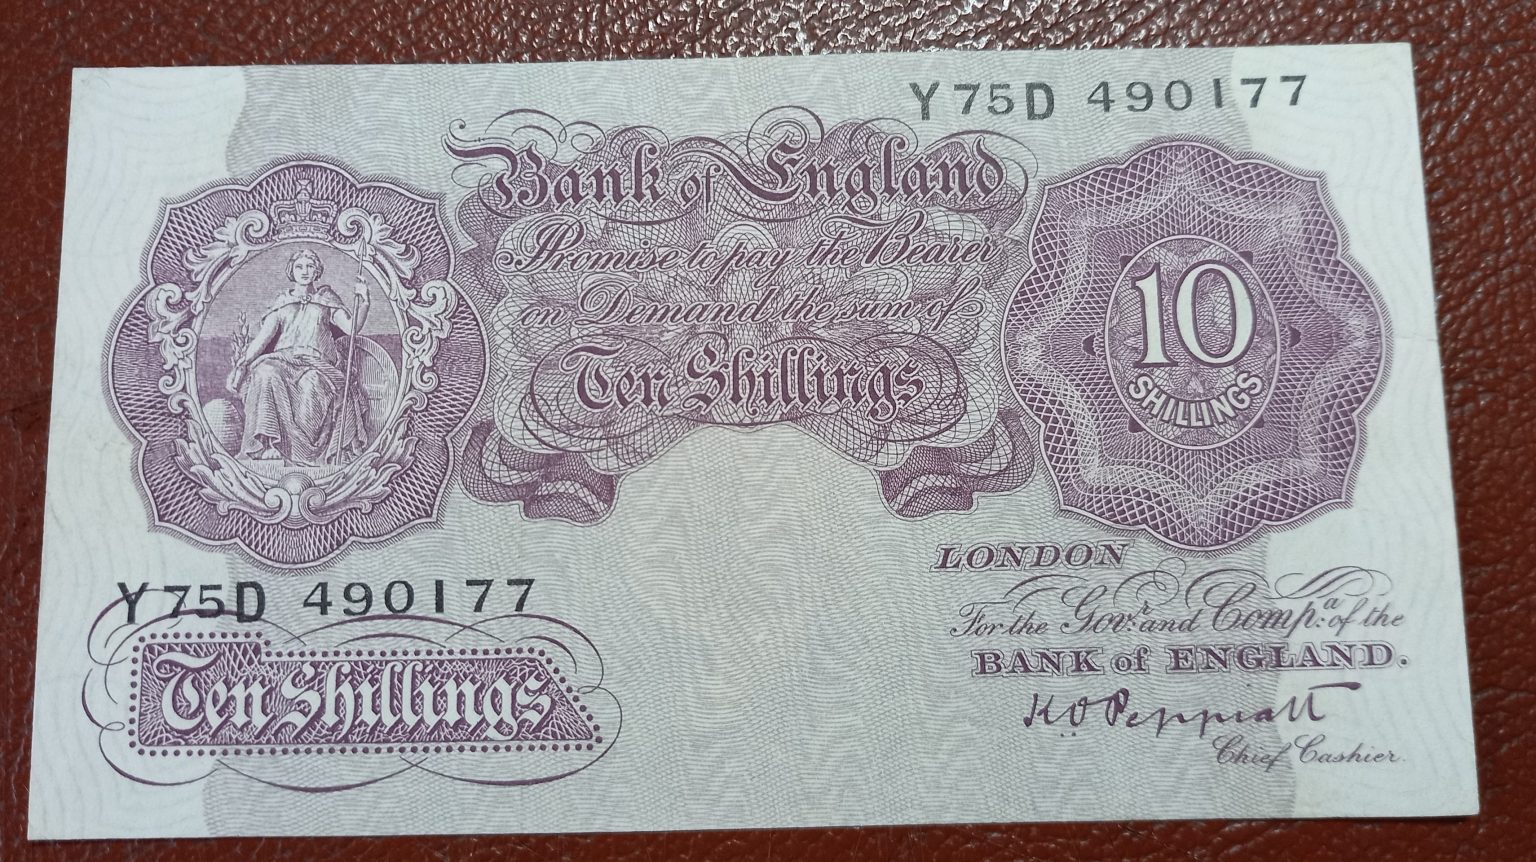 Y75D 490177
Bank of England
Promise to pay the Bearer
on Demand the sum of
Ten Shillings
10
SHILLINGS
LONDON
For the Govr. and Compa. of the
BANK of ENGLAND.
K O Peppiatt
Chief Cashier.
Y75D 490177
Ten Shillings